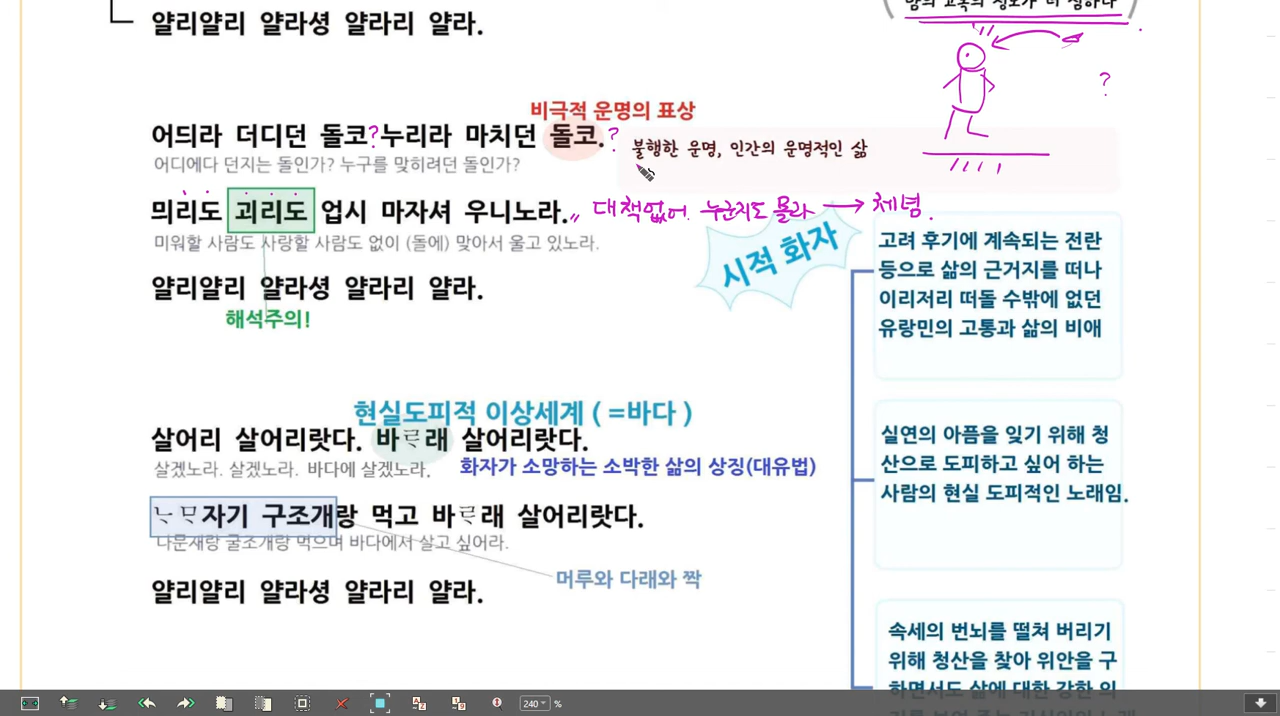 얄리얄리 얄라셩 얄라리 얄라.
밤의 고독의 정도가 더 심하다
비극적 운명의 표상
어듸라 더디던 돌코?누리라 마치던 돌코.?
불행한 운명, 인간의 운명적인 삶
어디에다 던지는 돌인가? 누구를 맞히려던 돌인가?
?
믜리도 괴리도 업시 마자셔 우니노라.,, 대책없어. 누군지도 몰라 → 체념.
미워할 사람도 사랑할 사람도 없이 (돌에) 맞아서 울고 있노라.
시적 화자
얄리얄리 얄라셩 얄라리 얄라.
해석주의!
고려 후기에 계속되는 전란
등으로 삶의 근거지를 떠나
이리저리 떠돌 수밖에 없던
유랑민의 고통과 삶의 비애
현실도피적 이상세계 ( =바다 )
살어리 살어리랏다. 바ᄅᆞ래 살어리랏다.
살겠노라. 살겠노라. 바다에 살겠노라.
화자가 소망하는 소박한 삶의 상징(대유법)
ᄂᆞᄆᆞ자기 구조개랑 먹고 바ᄅᆞ래 살어리랏다.
나문재랑 굴조개랑 먹으며 바다에서 살고 싶어라.
머루와 다래와 짝
얄리얄리 얄라셩 얄라리 얄라.
실연의 아픔을 잊기 위해 청
산으로 도피하고 싶어 하는
사람의 현실 도피적인 노래임.
속세의 번뇌를 떨쳐 버리기
위해 청산을 찾아 위안을 구
하면서도 삶에 대한 강한 의
240 %